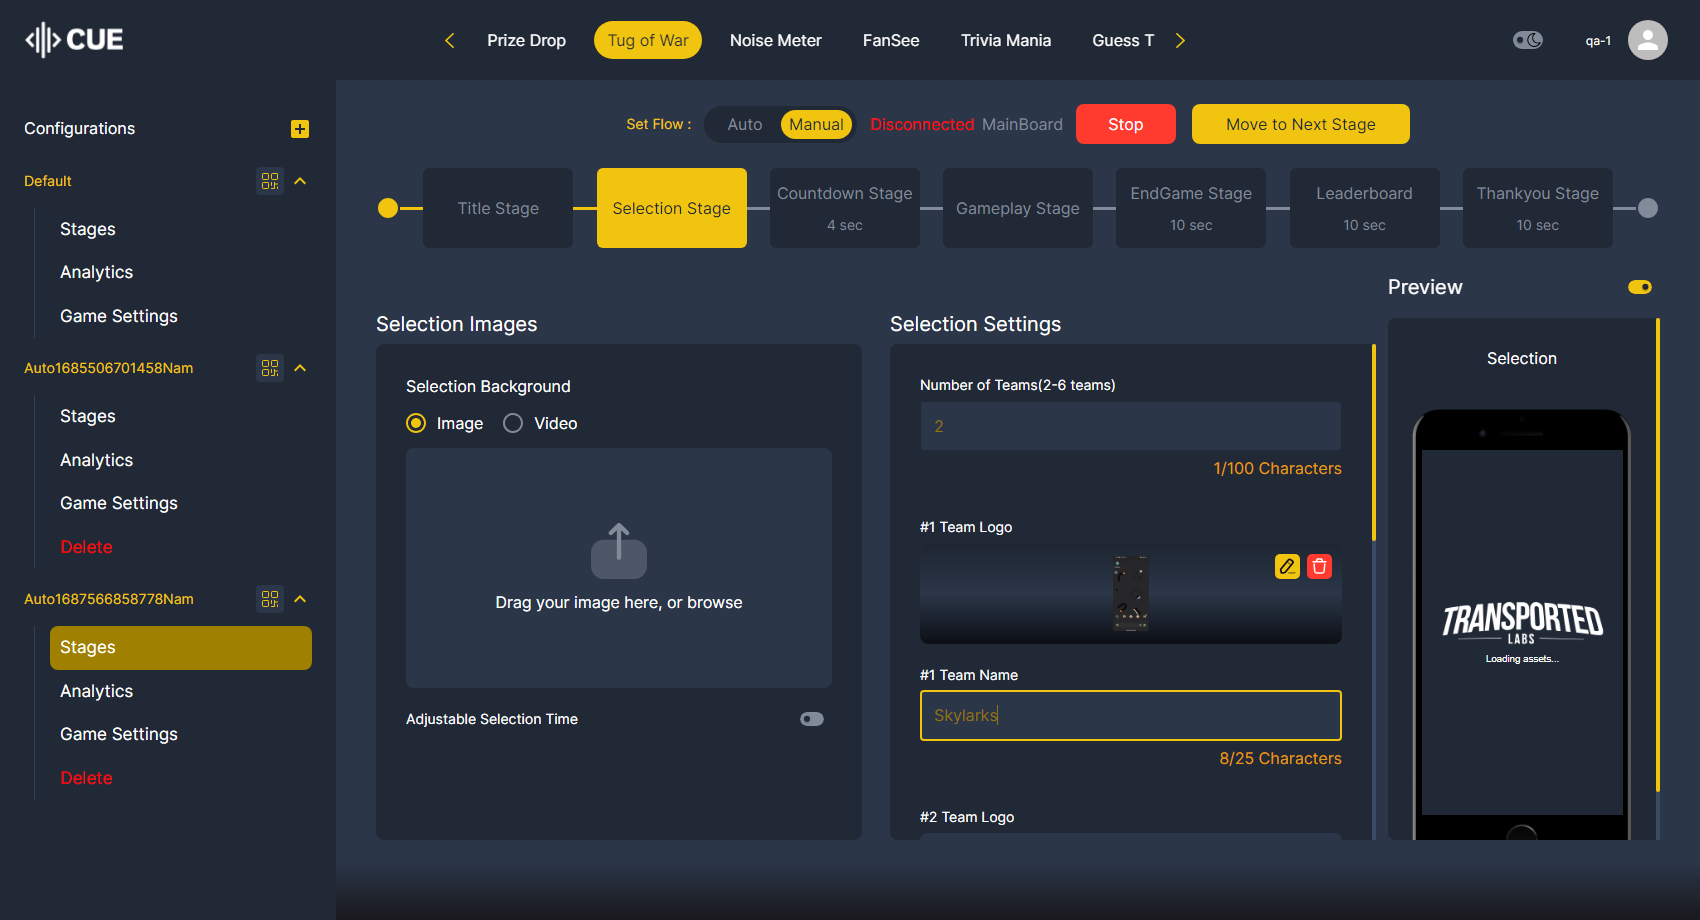 CUE
Prize Drop
Tug of War
Noise Meter
FanSee
Trivia Mania
Guess T
qa-1
Configurations
Default
Stages
Analytics
Game Settings
Auto1685506701458Nam
Stages
Analytics
Game Settings
Delete
Auto1687566858778Nam
Stages
Analytics
Game Settings
Delete
Set Flow :
Auto
Manual
Disconnected MainBoard
Stop
Move to Next Stage
Title Stage
Selection Stage
Countdown Stage
4 sec
Gameplay Stage
EndGame Stage
10 sec
Leaderboard
10 sec
Thankyou Stage
10 sec
Selection Images
Selection Background
Image
Video
Drag your image here, or browse
Adjustable Selection Time
Selection Settings
Number of Teams(2-6 teams)
2
1/100 Characters
#1 Team Logo
#1 Team Name
Skylarks
8/25 Characters
#2 Team Logo
Preview
Selection
TRANSPORTED
LABS
Loading assets...